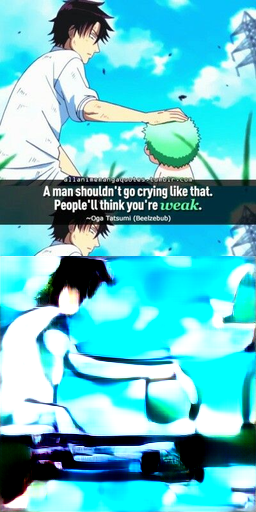 allanimemangaquotes.tumblr.com
A man shouldn't go crying like that.
People'll think you're weak.
~Oga Tatsumi (Beelzebub)